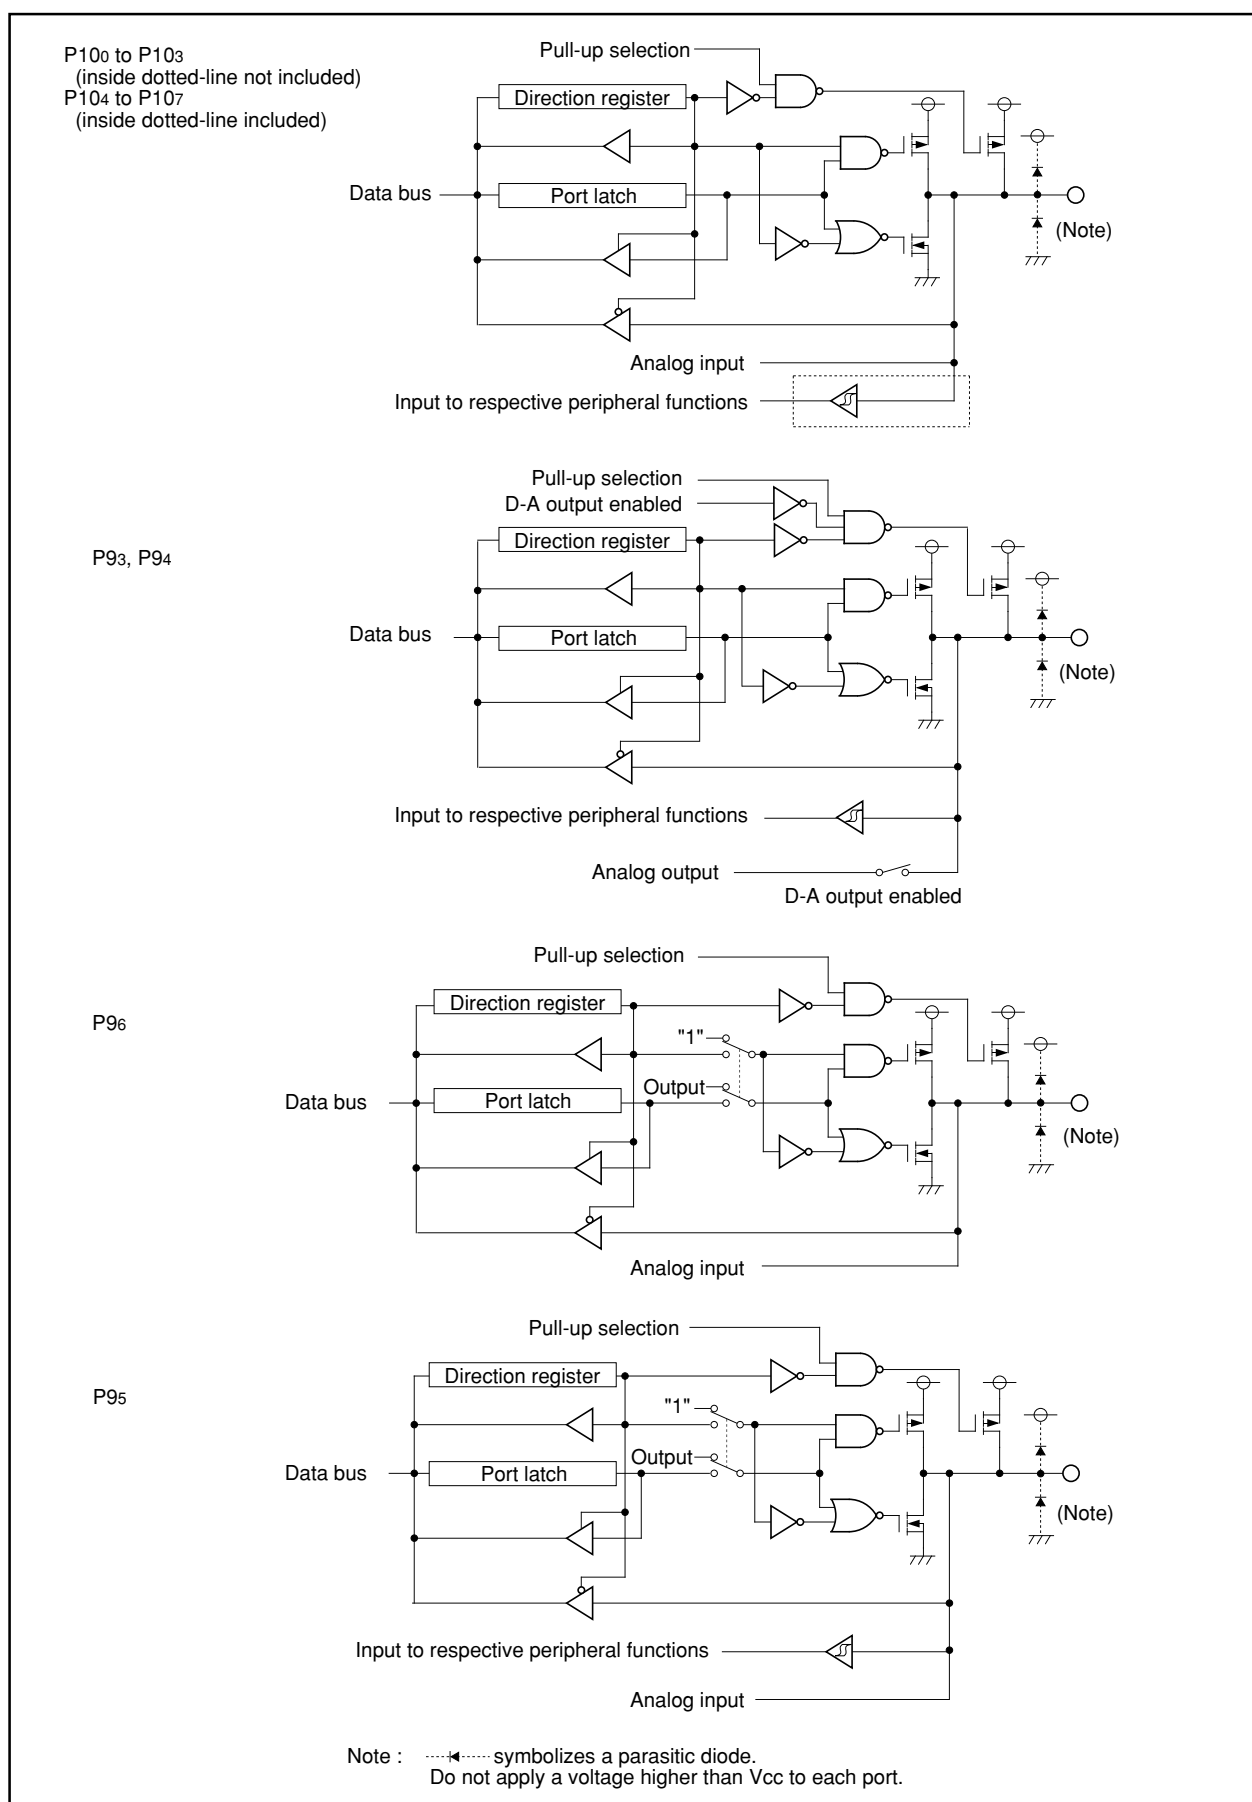 P100 to P103
(inside dotted-line not included)
P104 to P107
(inside dotted-line included)
Pull-up selection
Direction register
Data bus
Port latch
(Note)
Analog input
Input to respective peripheral functions
P93, P94
Pull-up selection
D-A output enabled
Direction register
Data bus
Port latch
(Note)
Input to respective peripheral functions
Analog output
D-A output enabled
P96
Pull-up selection
Direction register
"1"
Output
Data bus
Port latch
(Note)
Analog input
P95
Pull-up selection
Direction register
"1"
Output
Data bus
Port latch
(Note)
Input to respective peripheral functions
Analog input
Note : symbolizes a parasitic diode.
Do not apply a voltage higher than Vcc to each port.